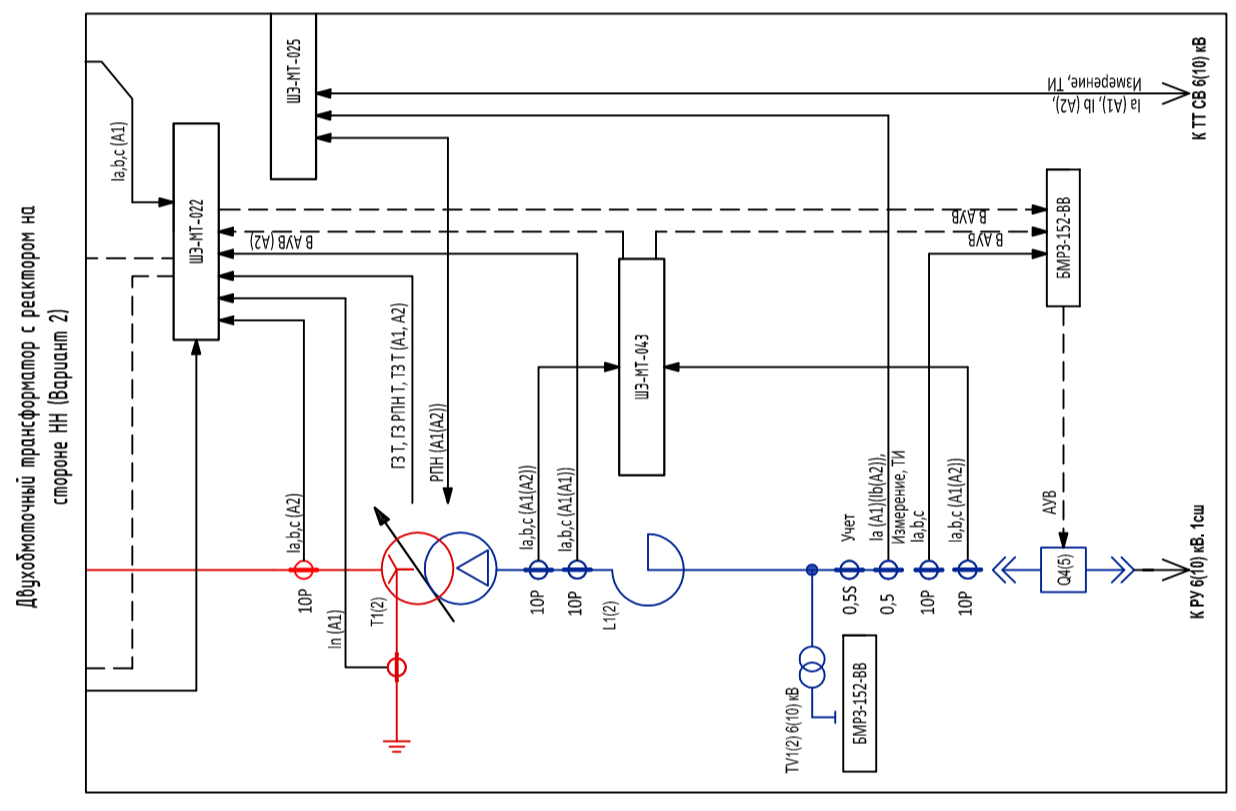 Двухобмоточный трансформатор с реактором на
стороне НН (Вариант 2)
Ia,b,c (A1)
ШЭ-МТ-022
ШЭ-МТ-025
Ia (A1), Ib (A2),
Измерение, ТИ
К ТТ СВ 6(10) кВ
В АУВ (А2)
В АУВ
В АУВ
БМРЗ-152-ВВ
ШЭ-МТ-043
ГЗ Т, ГЗ РПН Т, ТЗ Т (А1, А2)
РПН (А1(А2))
Ia,b,c (A2)
10Р
In (A1)
Т1(2)
Ia,b,c (A1(A2))
10Р
Ia,b,c (A1(A1))
10Р
L1(2)
Учет
0,5S
Ia (A1)(Ib(A2)),
Измерение, ТИ
0,5
Ia,b,c
10Р
Ia,b,c (A1(A2))
10Р
АУВ
Q4(5)
К РУ 6(10) кВ. 1сш
TV1(2) 6(10) кВ
БМРЗ-152-ВВ